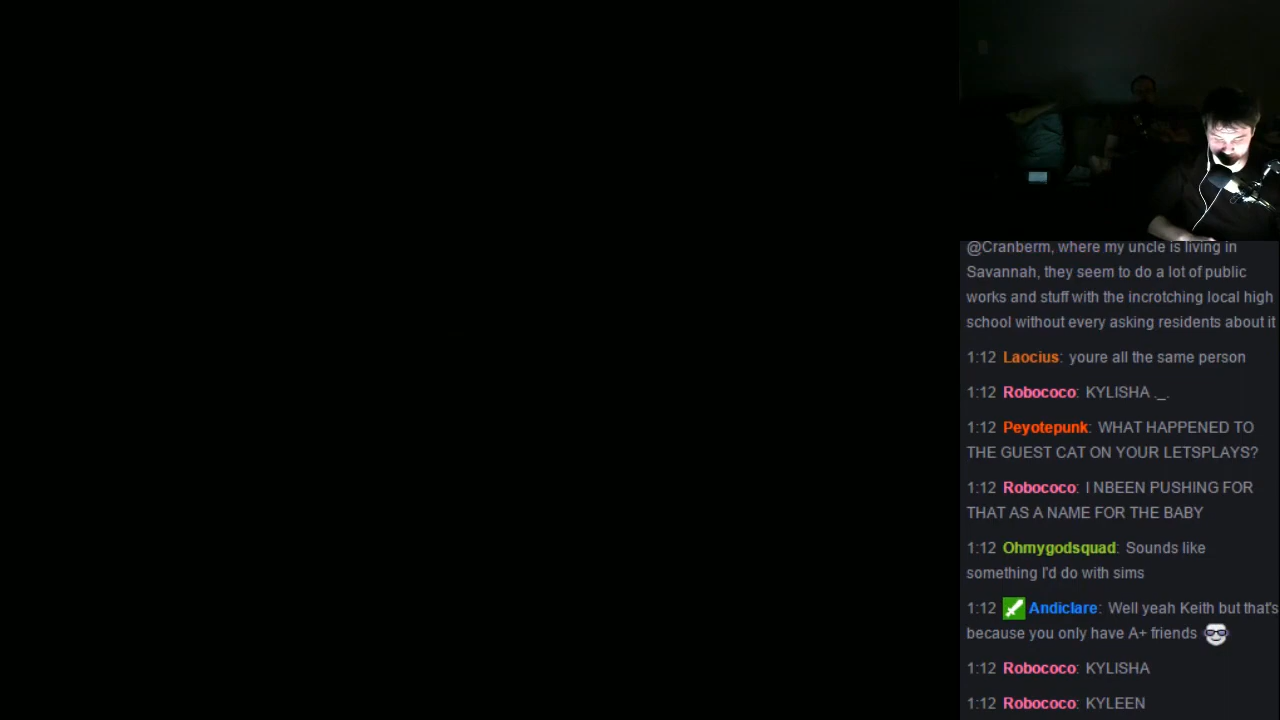 @Cranberm, where my uncle is living in
Savannah, they seem to do a lot of public
works and stuff with the incrotching local high
school without every asking residents about it
1:12 Laocius: youre all the same person
1:12 Robococo: KYLISHA ._.
1:12 Peyotepunk: WHAT HAPPENED TO
THE GUEST CAT ON YOUR LETSPLAYS?
1:12 Robococo: I NBEEN PUSHING FOR
THAT AS A NAME FOR THE BABY
1:12 Ohmygodsquad: Sounds like
something I'd do with sims
1:12 Andiclare: Well yeah Keith but that's
because you only have A+ friends
1:12 Robococo: KYLISHA
1:12 Robococo: KYLEEN